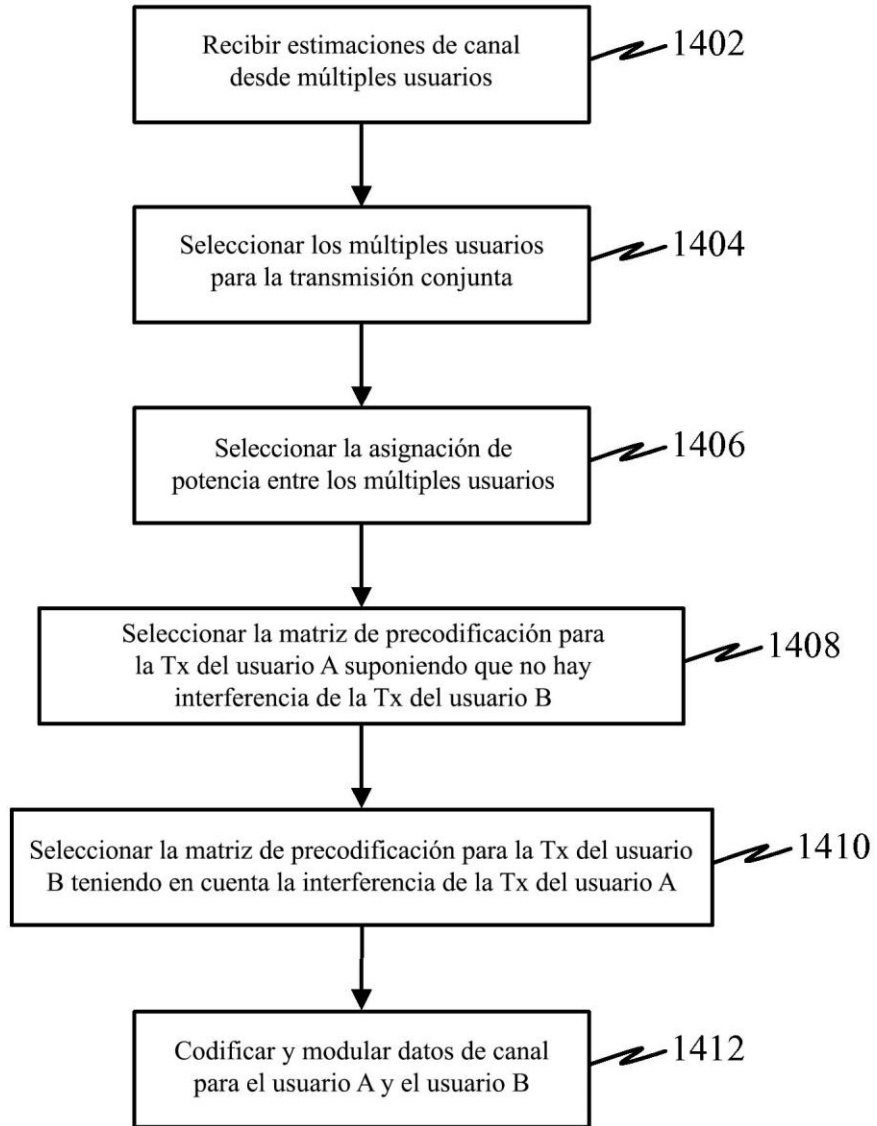 Recibir estimaciones de canal
desde múltiples usuarios
1402
Seleccionar los múltiples usuarios
para la transmisión conjunta
1404
Seleccionar la asignación de
potencia entre los múltiples usuarios
1406
Seleccionar la matriz de precodificación para
la Tx del usuario A suponiendo que no hay
interferencia de la Tx del usuario B
1408
Seleccionar la matriz de precodificación para la Tx del usuario
B teniendo en cuenta la interferencia de la Tx del usuario A
1410
Codificar y modular datos de canal
para el usuario A y el usuario B
1412